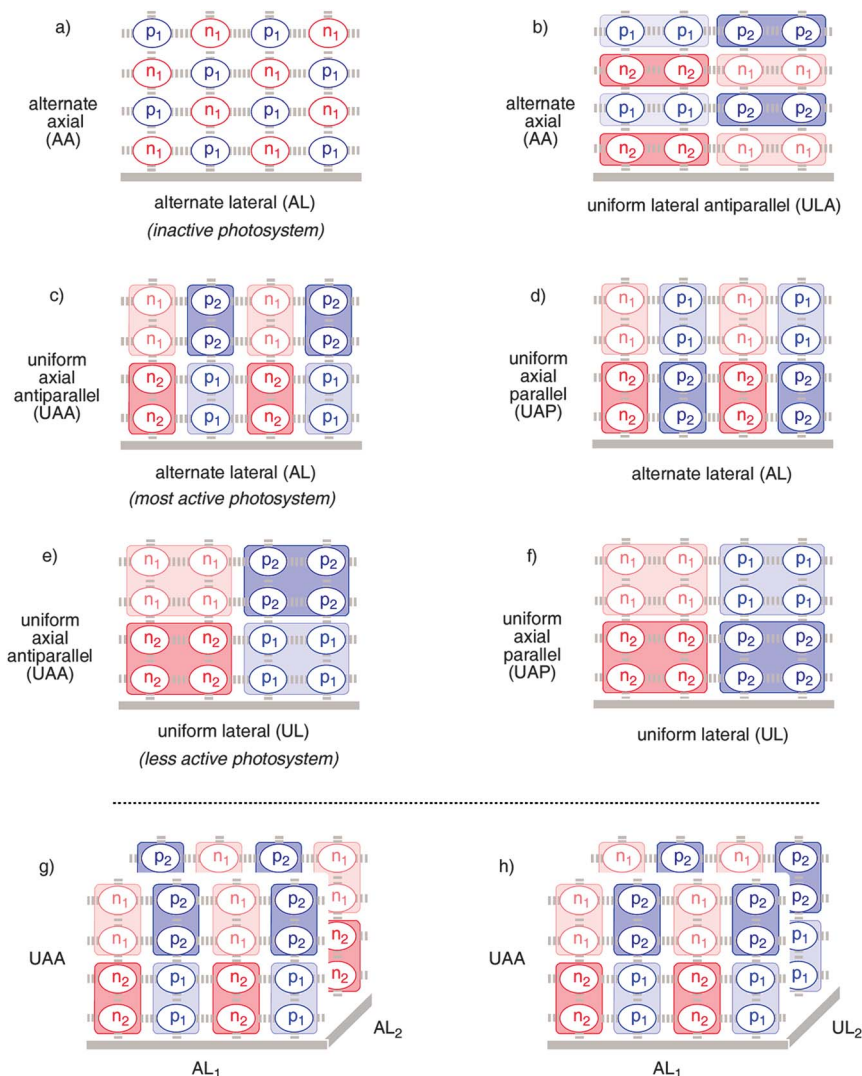 a)
p₁ n₁ p₁ n₁
n₁ p₁ n₁ p₁
p₁ n₁ p₁ n₁
n₁ p₁ n₁ p₁
alternate
axial
(AA)
alternate lateral (AL)
(inactive photosystem)
b)
p₁ p₁ p₂ p₂
n₂ n₂ n₁ n₁
p₁ p₁ p₂ p₂
n₂ n₂ n₁ n₁
alternate
axial
(AA)
uniform lateral antiparallel (ULA)
c)
n₁ p₂ n₁ p₂
n₁ p₂ n₁ p₂
n₂ p₁ n₂ p₁
n₂ p₁ n₂ p₁
uniform
axial
antiparallel
(UAA)
alternate lateral (AL)
(most active photosystem)
d)
n₁ p₁ n₁ p₁
n₁ p₁ n₁ p₁
n₂ p₂ n₂ p₂
n₂ p₂ n₂ p₂
uniform
axial
parallel
(UAP)
alternate lateral (AL)
e)
n₁ n₁ p₂ p₂
n₁ n₁ p₂ p₂
n₂ n₂ p₁ p₁
n₂ n₂ p₁ p₁
uniform
axial
antiparallel
(UAA)
uniform lateral (UL)
(less active photosystem)
f)
n₁ n₁ p₁ p₁
n₁ n₁ p₁ p₁
n₂ n₂ p₂ p₂
n₂ n₂ p₂ p₂
uniform
axial
parallel
(UAP)
uniform lateral (UL)
g)
p₂ n₁ p₂ n₁
n₁
n₂
n₂
n₁ p₂ n₁ p₂
n₁ p₂ n₁ p₂
n₂ p₁ n₂ p₁
n₂ p₁ n₂ p₁
UAA
AL₂
AL₁
h)
n₁ p₂ n₁ p₂
p₂
p₁
p₁
n₁ p₂ n₁ p₂
n₁ p₂ n₁ p₂
n₂ p₁ n₂ p₁
n₂ p₁ n₂ p₁
UAA
UL₂
AL₁